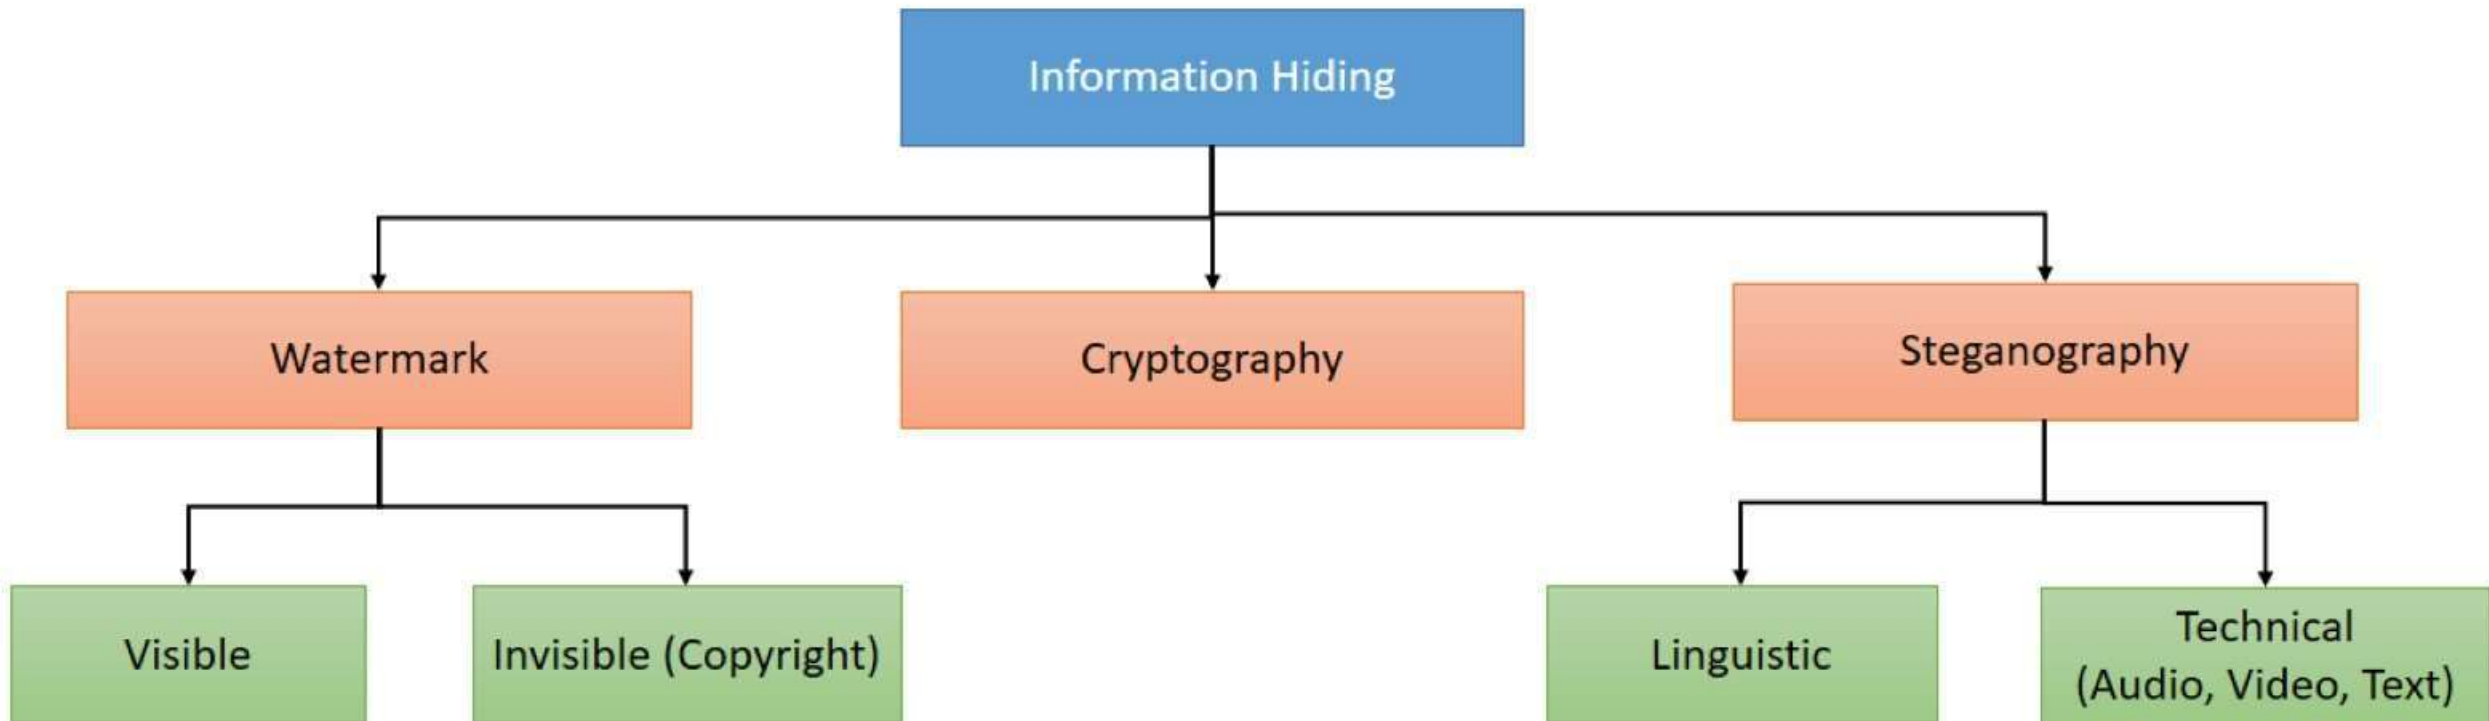 Information Hiding
Watermark
Cryptography
Steganography
Visible
Invisible (Copyright)
Linguistic
Technical
(Audio, Video, Text)